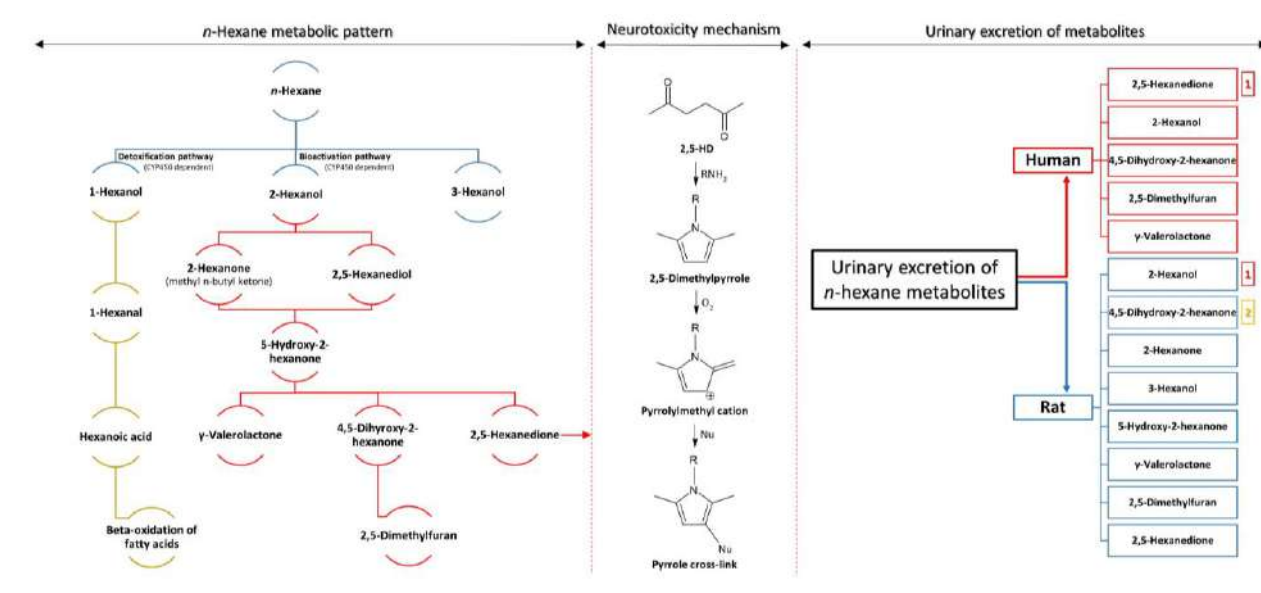 n-Hexane metabolic pattern
Neurotoxicity mechanism
Urinary excretion of metabolites
n-Hexane
Detoxification pathway
(CYP450 dependent)
Bioactivation pathway
(CYP450 dependent)
1-Hexanol
2-Hexanol
3-Hexanol
2-Hexanone
(methyl n-butyl ketone)
2,5-Hexanediol
1-Hexanal
5-Hydroxy-2-
hexanone
Hexanoic acid
γ-Valerolactone
4,5-Dihyroxy-2-
hexanone
2,5-Hexanedione
Beta-oxidation of
fatty acids
2,5-Dimethylfuran
O
O
2,5-HD
RNH₂
R
N
2,5-Dimethylpyrrole
O₂
R
N
⊕
Pyrrolylmethyl cation
Nu
R
N
Nu
Pyrrole cross-link
Urinary excretion of
n-hexane metabolites
Human
2,5-Hexanedione
1
2-Hexanol
4,5-Dihydroxy-2-hexanone
2,5-Dimethylfuran
γ-Valerolactone
Rat
2-Hexanol
1
4,5-Dihydroxy-2-hexanone
2
2-Hexanone
3-Hexanol
5-Hydroxy-2-hexanone
γ-Valerolactone
2,5-Dimethylfuran
2,5-Hexanedione